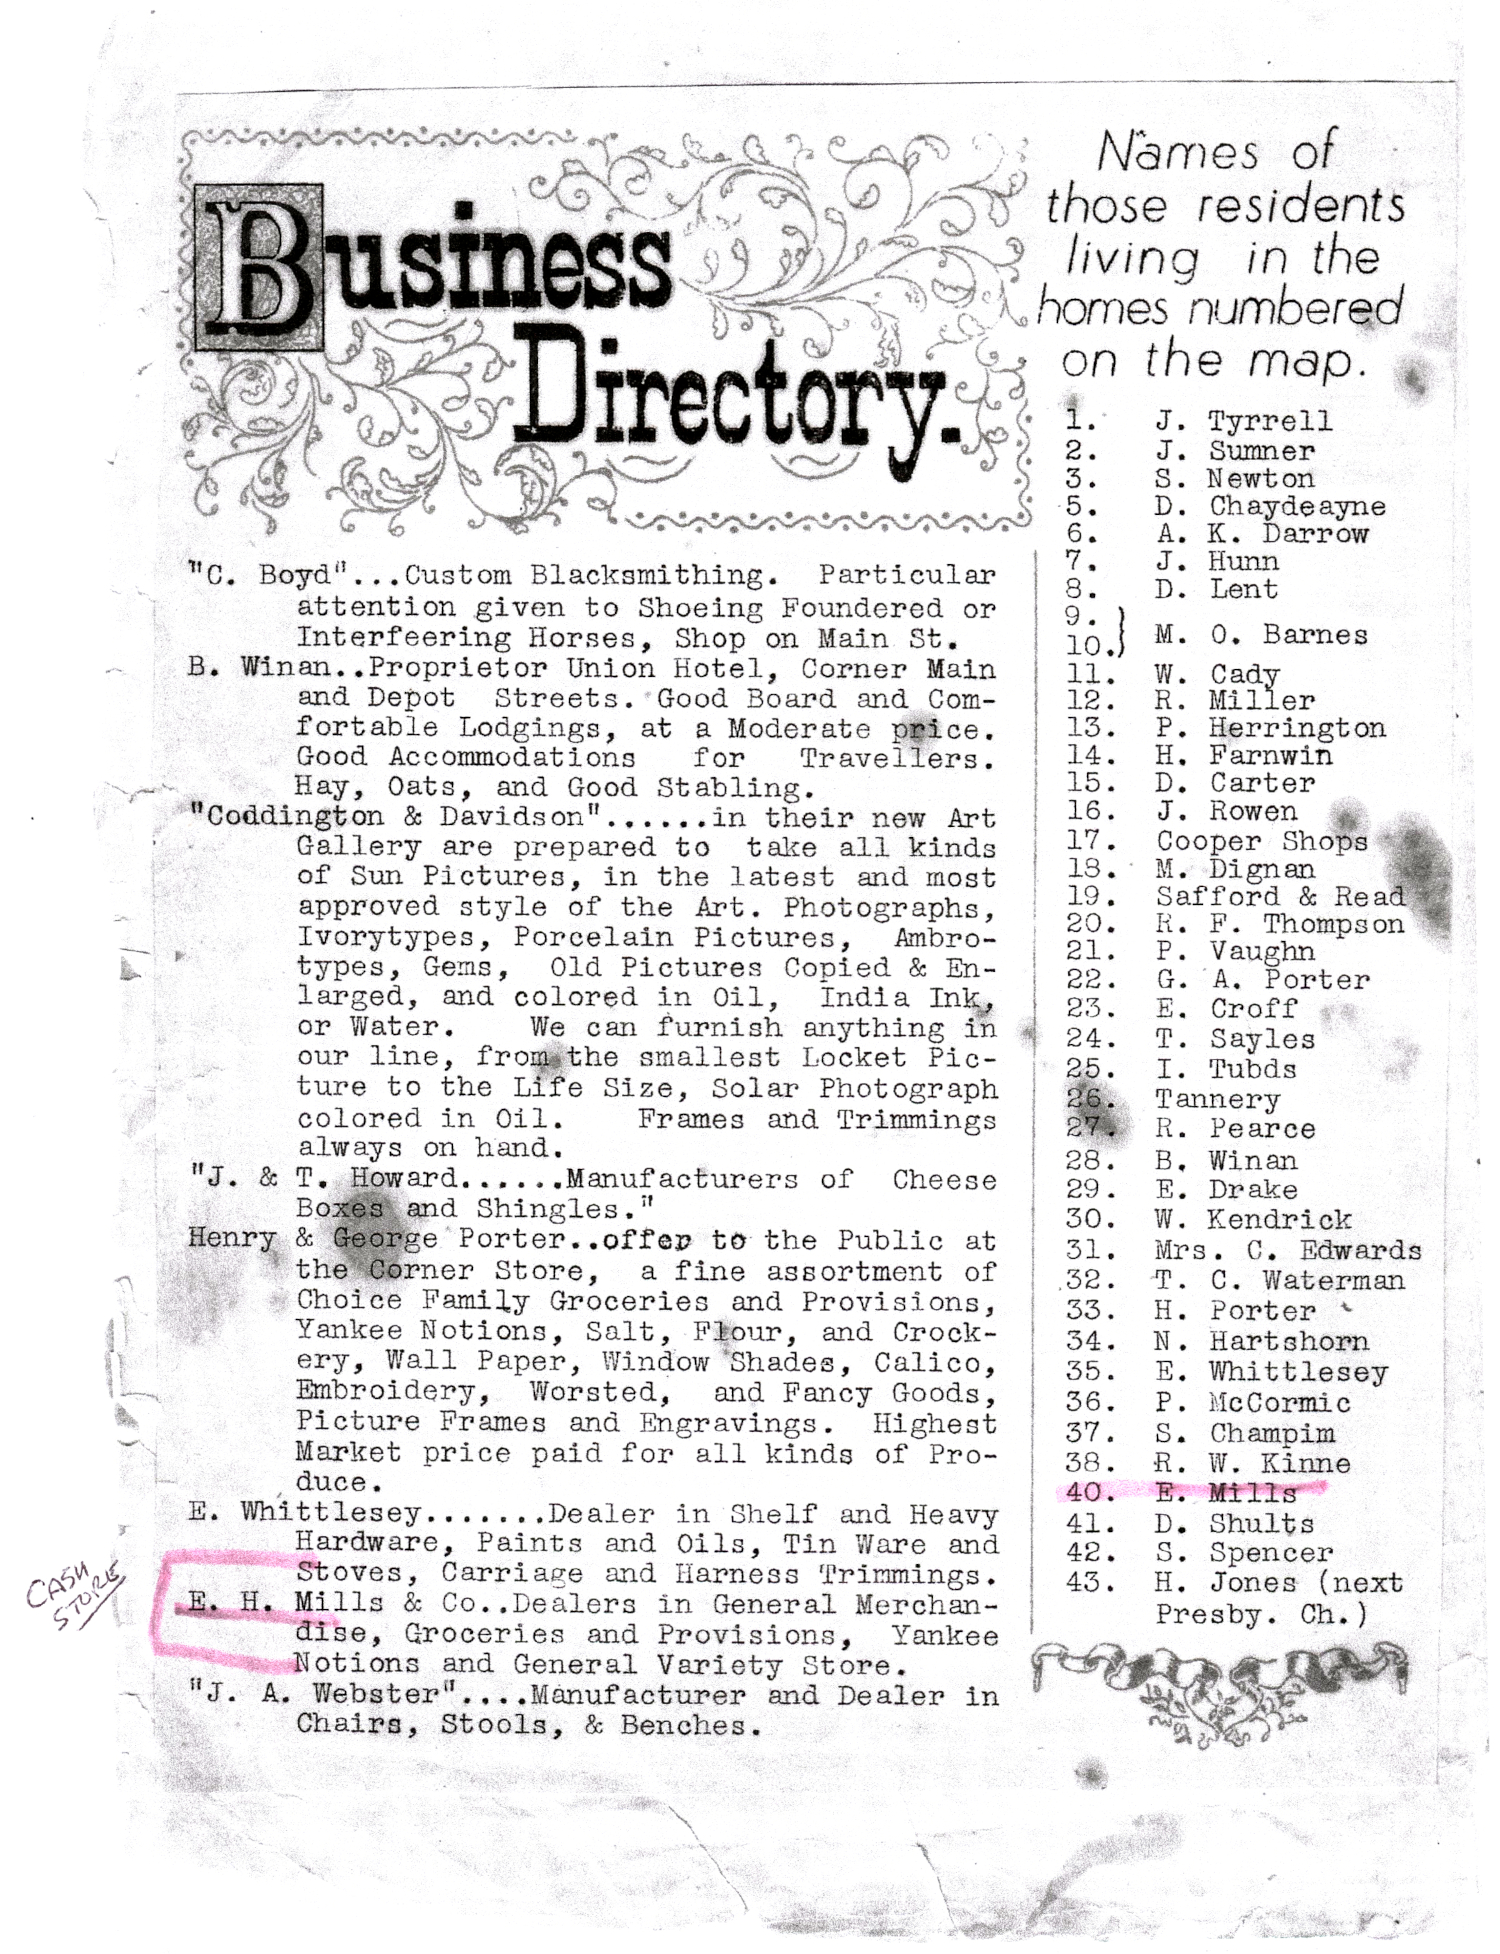 Business
Directory.
"C. Boyd"...Custom Blacksmithing. Particular
attention given to Shoeing Foundered or
Interfeering Horses, Shop on Main St.
B. Winan..Proprietor Union Hotel, Corner Main
and Depot Streets. Good Board and Com-
fortable Lodgings, at a Moderate price.
Good Accommodations for Travellers.
Hay, Oats, and Good Stabling.
"Coddington & Davidson"......in their new Art
Gallery are prepared to take all kinds
of Sun Pictures, in the latest and most
approved style of the Art. Photographs,
Ivorytypes, Porcelain Pictures, Ambro-
types, Gems, Old Pictures Copied & En-
larged, and colored in Oil, India Ink,
or Water. We can furnish anything in
our line, from the smallest Locket Pic-
ture to the Life Size, Solar Photograph
colored in Oil. Frames and Trimmings
always on hand.
"J. & T. Howard......Manufacturers of Cheese
Boxes and Shingles."
Henry & George Porter..offer to the Public at
the Corner Store, a fine assortment of
Choice Family Groceries and Provisions,
Yankee Notions, Salt, Flour, and Crock-
ery, Wall Paper, Window Shades, Calico,
Embroidery, Worsted, and Fancy Goods,
Picture Frames and Engravings. Highest
Market price paid for all kinds of Pro-
duce.
E. Whittlesey.......Dealer in Shelf and Heavy
Hardware, Paints and Oils, Tin Ware and
Stoves, Carriage and Harness Trimmings.
CASH
STORE
E. H. Mills & Co..Dealers in General Merchan-
dise, Groceries and Provisions, Yankee
Notions and General Variety Store.
"J. A. Webster"....Manufacturer and Dealer in
Chairs, Stools, & Benches.
Names of
those residents
living in the
homes numbered
on the map.
1. J. Tyrrell
2. J. Sumner
3. S. Newton
5. D. Chaydeayne
6. A. K. Darrow
7. J. Hunn
8. D. Lent
9. }
10.} M. O. Barnes
11. W. Cady
12. R. Miller
13. P. Herrington
14. H. Farnwin
15. D. Carter
16. J. Rowen
17. Cooper Shops
18. M. Dignan
19. Safford & Read
20. R. F. Thompson
21. P. Vaughn
22. G. A. Porter
23. E. Croff
24. T. Sayles
25. I. Tubds
26. Tannery
27. R. Pearce
28. B. Winan
29. E. Drake
30. W. Kendrick
31. Mrs. C. Edwards
32. T. C. Waterman
33. H. Porter
34. N. Hartshorn
35. E. Whittlesey
36. P. McCormic
37. S. Champim
38. R. W. Kinne
40. E. Mills
41. D. Shults
42. S. Spencer
43. H. Jones (next
Presby. Ch.)